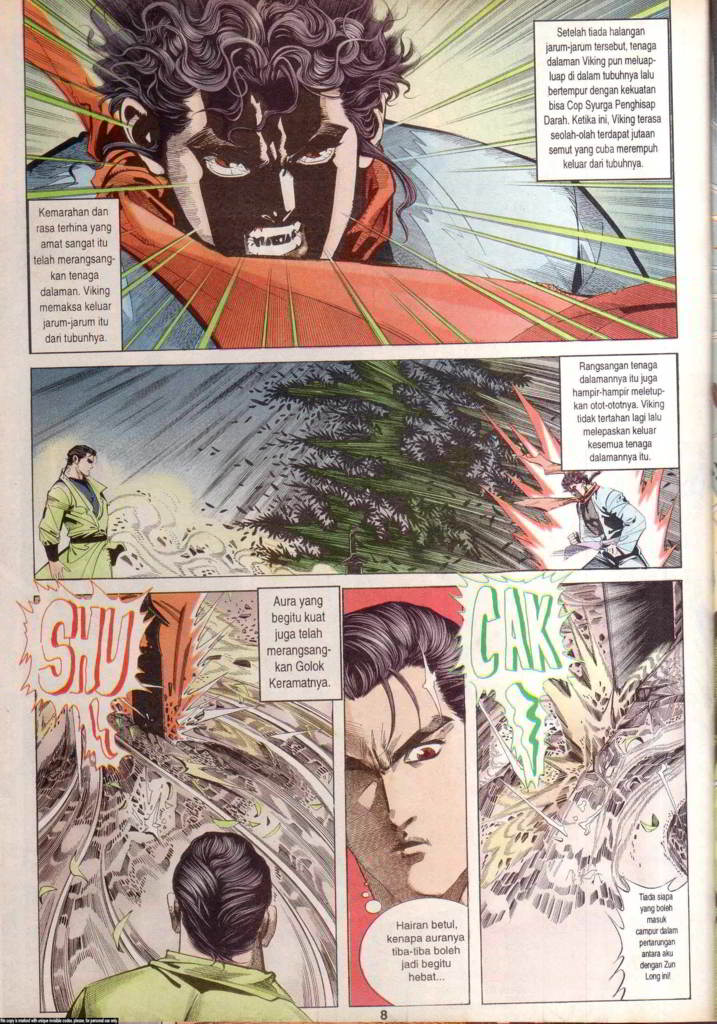 Setelah tiada halangan
jarum-jarum tersebut, tenaga
dalaman Viking pun meluap-
luap di dalam tubuhnya lalu
bertempur dengan kekuatan
bisa Cop Syurga Penghisap
Darah. Ketika ini, Viking terasa
seolah-olah terdapat jutaan
semut yang cuba merempuh
keluar dari tubuhnya.
Kemarahan dan
rasa terhina yang
amat sangat itu
telah merangsang-
kan tenaga
dalaman. Viking
memaksa keluar
jarum-jarum itu
dari tubunhya.
Rangsangan tenaga
dalamannya itu juga
hampir-hampir meletup-
kan otot-ototnya. Viking
tidak tertahan lagi lalu
melepaskan keluar
kesemua tenaga
dalamannya itu.
SHU
Aura yang
begitu kuat
juga telah
merangsang-
kan Golok
Keramatnya.
CAK
Hairan betul,
kenapa auranya
tiba-tiba boleh
jadi begitu
hebat...
Tiada siapa
yang boleh
masuk
campur dalam
pertarungan
antara aku
dengan Zun
Long ini!
8